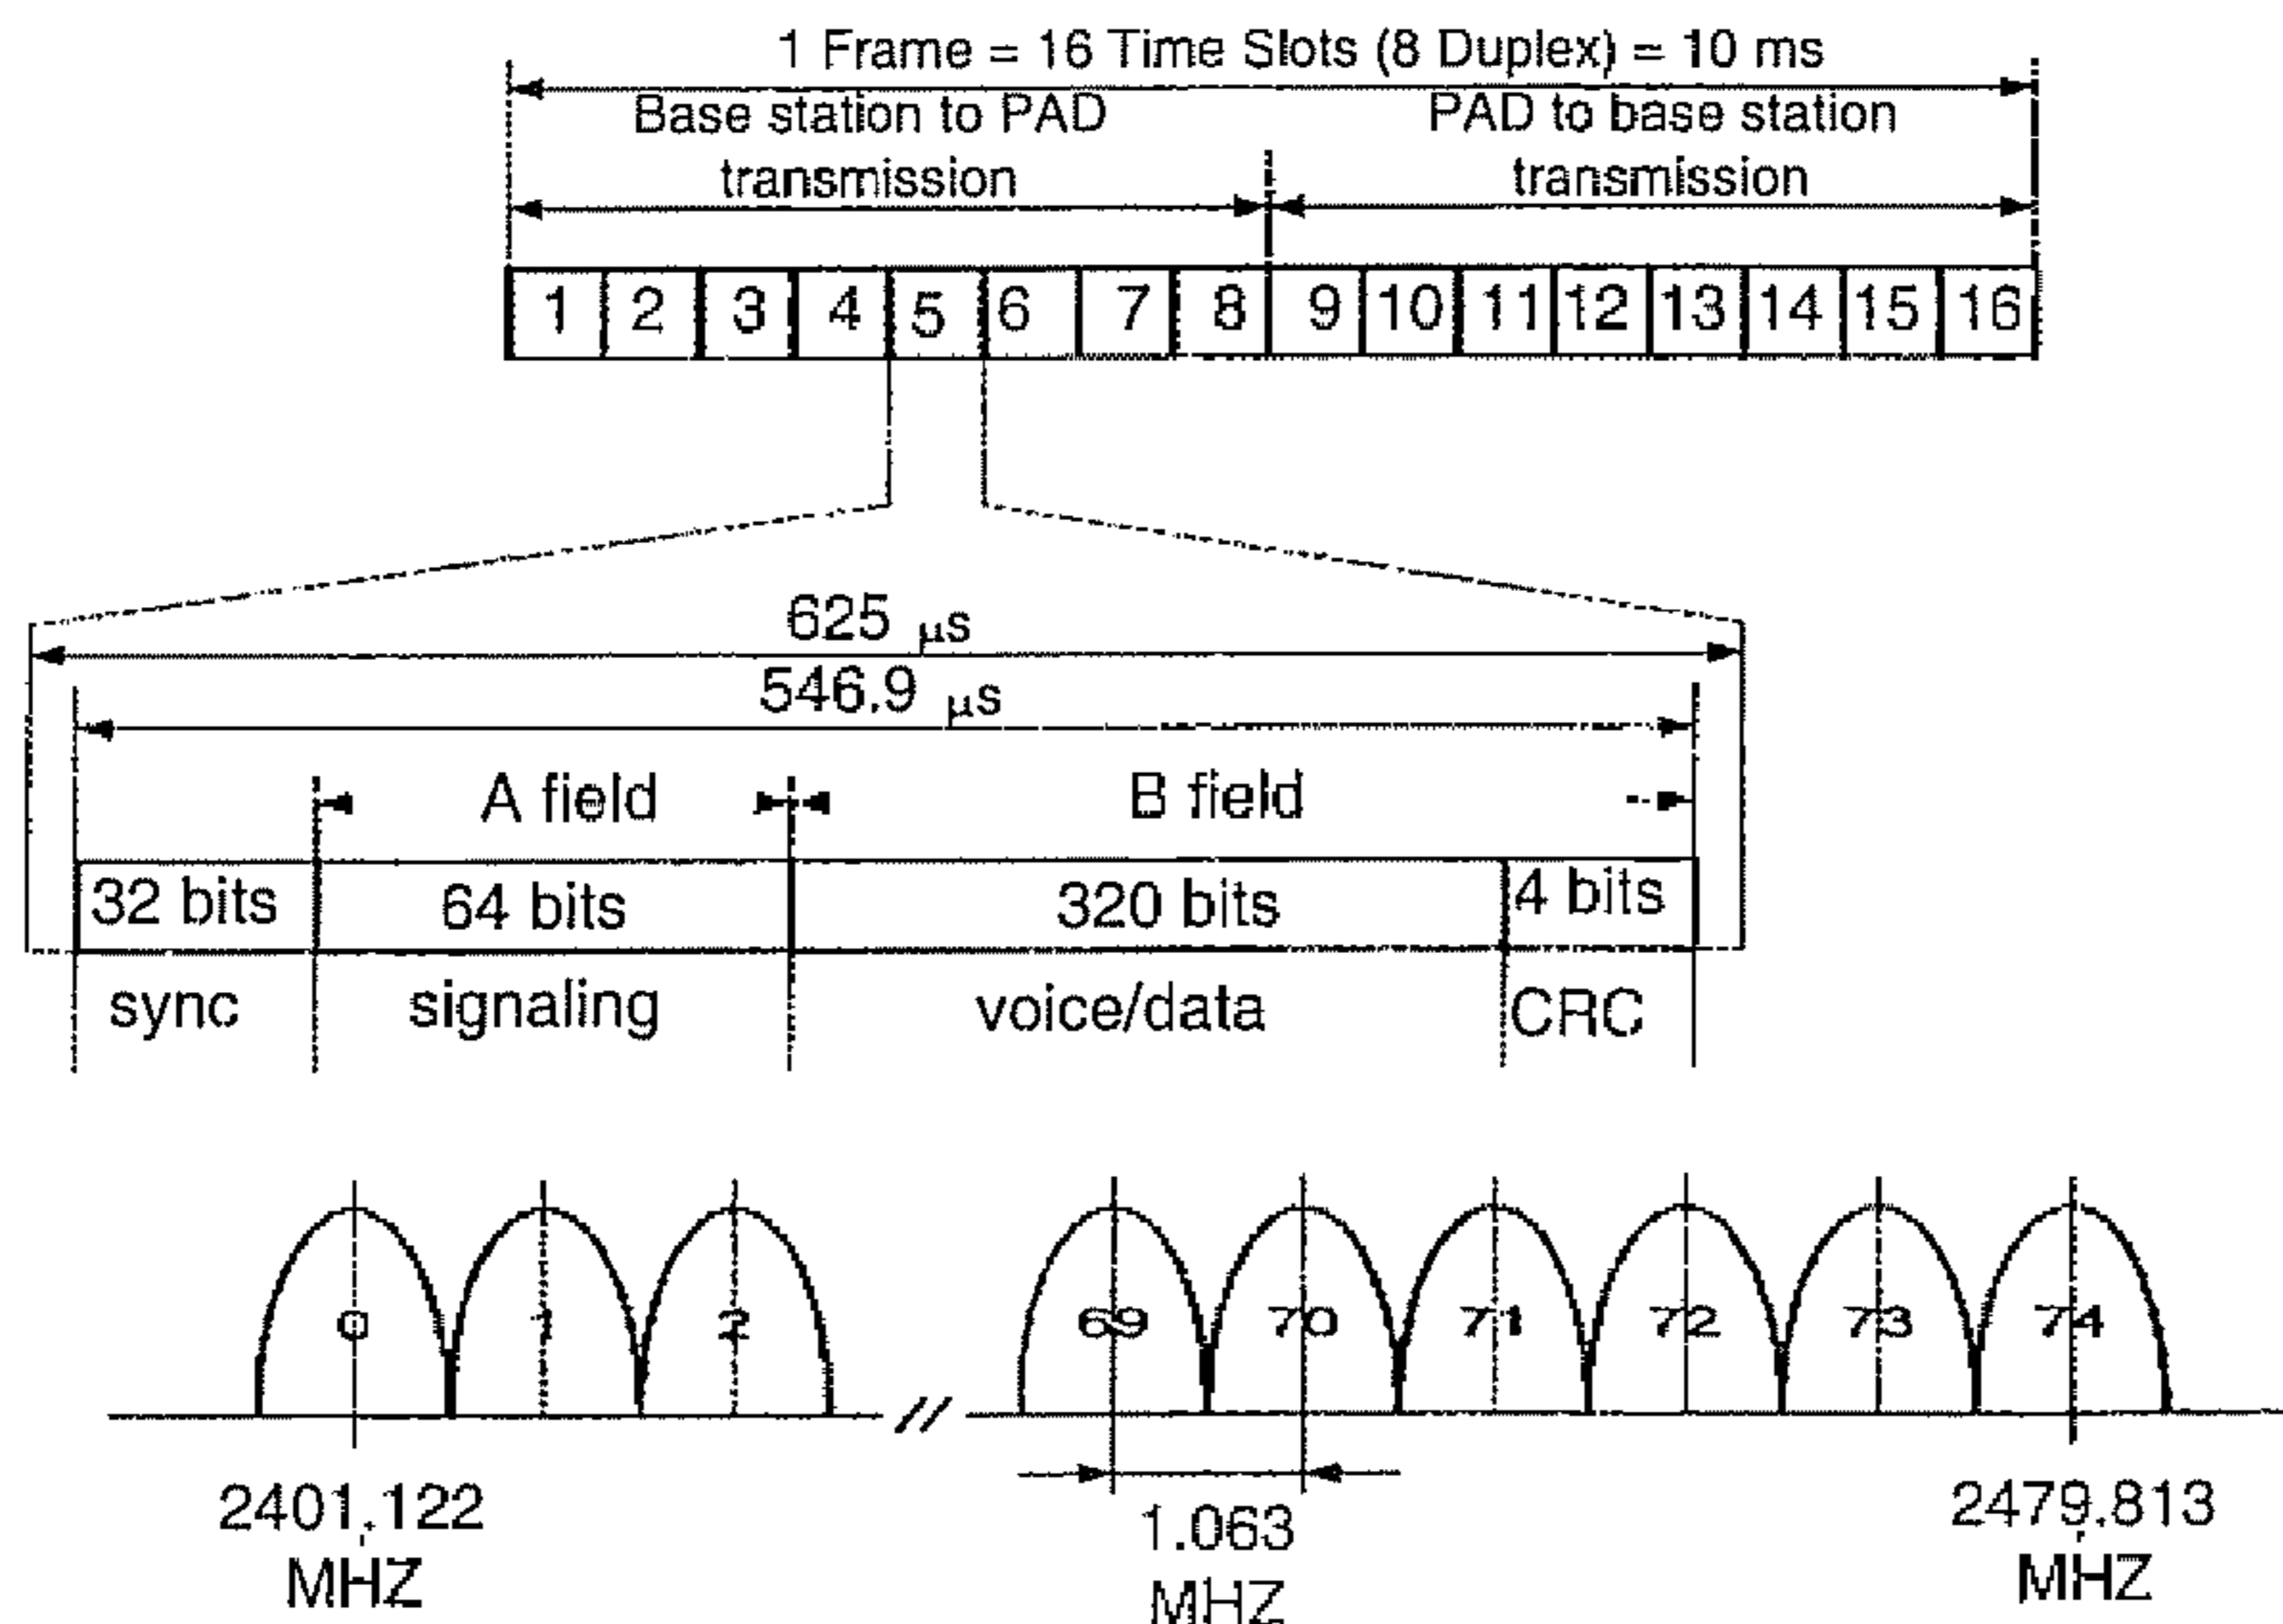 1 Frame = 16 Time Slots (8 Duplex) = 10 ms
Base station to PAD transmission
PAD to base station transmission
1 2 3 4 5 6 7 8 9 10 11 12 13 14 15 16
625 µs
546.9 µs
A field B field
32 bits 64 bits 320 bits 4 bits
sync signaling voice/data CRC
0 1 2 69 70 71 72 73 74
2401.122 MHZ
1.063 MHZ
2479.813 MHZ